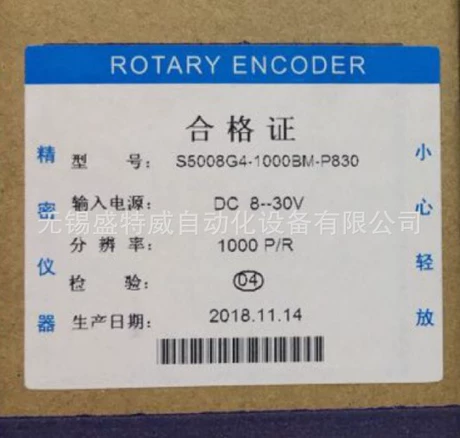 ROTARY ENCODER
合格证
型 号: S5008G4-1000BM-P830
输入电源: DC 8--30V
分 辨 率: 1000 P/R
检 验: 04
生产日期: 2018.11.14
精密仪器
小心轻放
无锡盛特威自动化设备有限公司